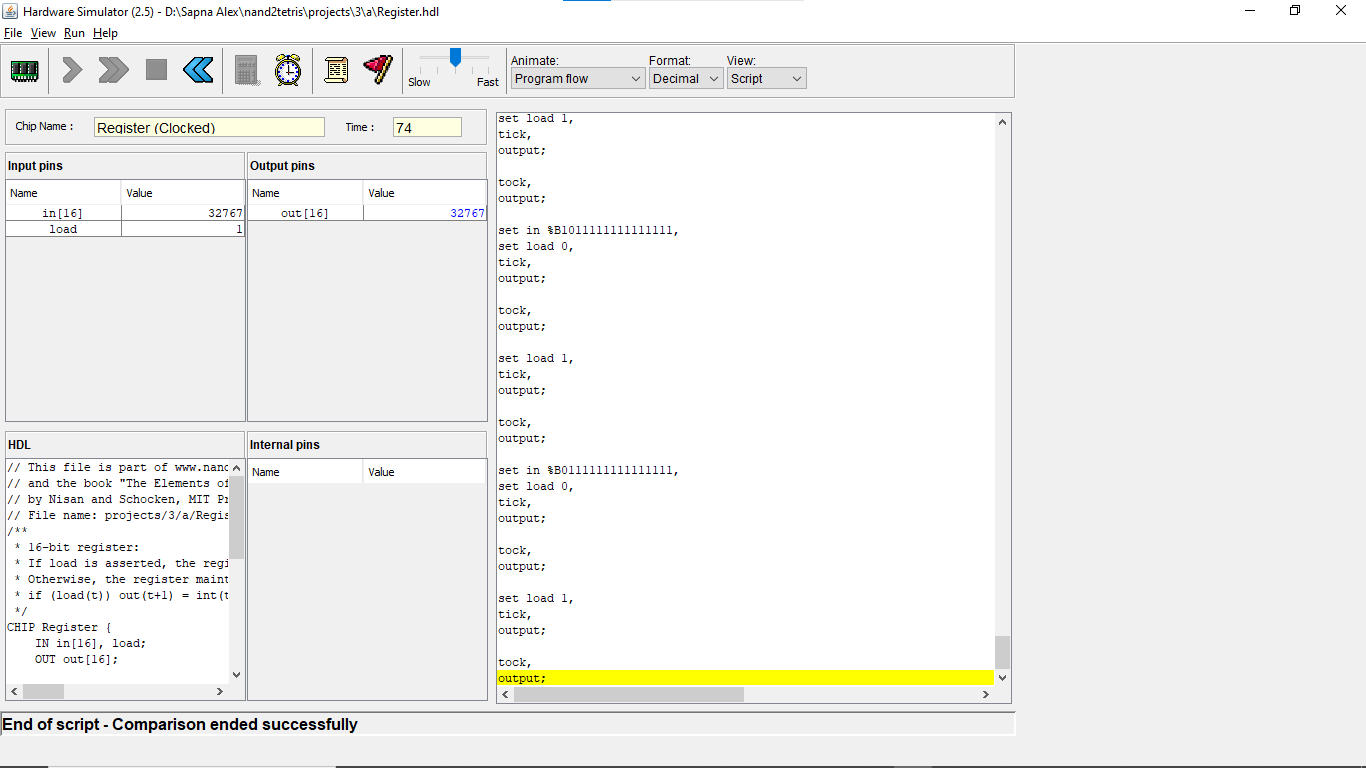 Hardware Simulator (2.5) - D:\Sapna Alex\nand2tetris\projects\3\a\Register.hdl
File View Run Help
Slow Fast
Animate: Format: View:
Program flow Decimal Script
Chip Name : Register (Clocked) Time : 74
Input pins
Name Value
in[16] 32767
load 1
Output pins
Name Value
out[16] 32767
HDL
// This file is part of www.nand
// and the book "The Elements of
// by Nisan and Schocken, MIT Pr
// File name: projects/3/a/Regis
/**
* 16-bit register:
* If load is asserted, the regi
* Otherwise, the register maint
* if (load(t)) out(t+1) = int(t
*/
CHIP Register {
IN in[16], load;
OUT out[16];
Internal pins
Name Value
set load 1,
tick,
output;
tock,
output;
set in %B1011111111111111,
set load 0,
tick,
output;
tock,
output;
set load 1,
tick,
output;
tock,
output;
set in %B0111111111111111,
set load 0,
tick,
output;
tock,
output;
set load 1,
tick,
output;
tock,
output;
End of script - Comparison ended successfully